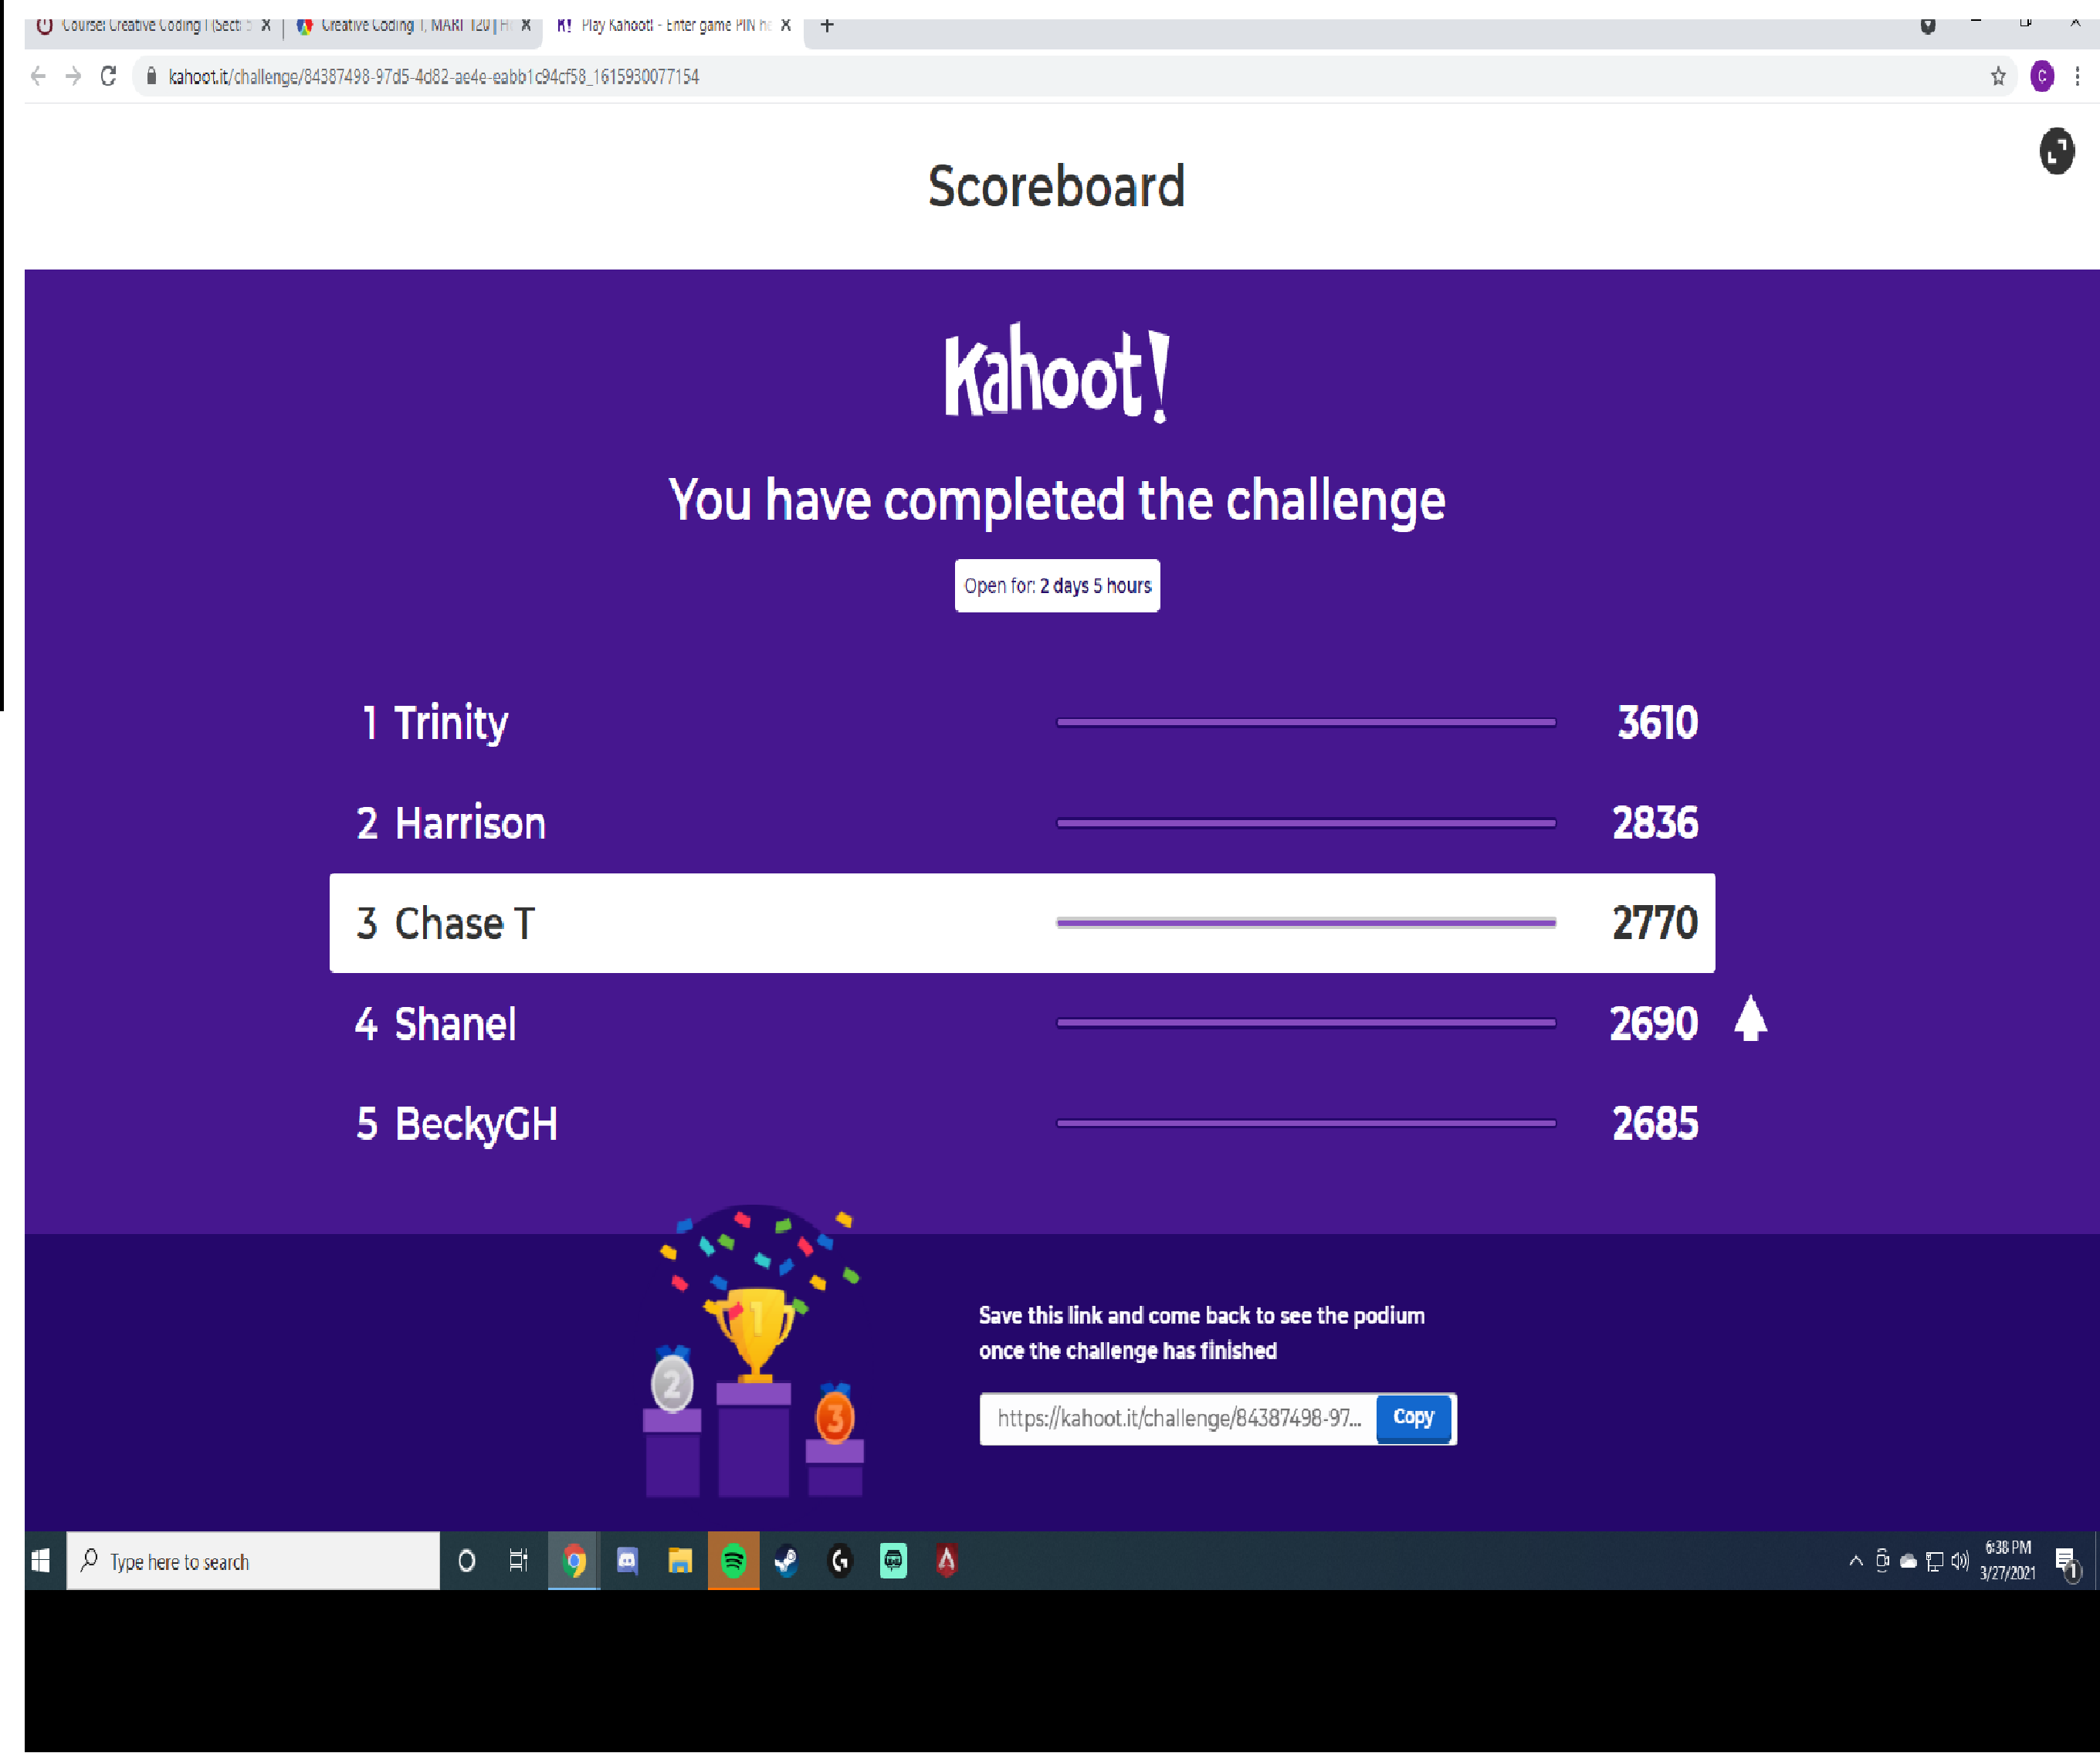 Course: Creative Coding I (Sect
Creative Coding 1, MART 120 | H
K! Play Kahoot! - Enter game PIN he
kahoot.it/challenge/84387498-97d5-4d82-ae4e-eabb1c94cf58_1615930077154
C
Scoreboard
Kahoot!
You have completed the challenge
Open for: 2 days 5 hours
1 Trinity 3610
2 Harrison 2836
3 Chase T 2770
4 Shanel 2690
5 BeckyGH 2685
1
2
3
Save this link and come back to see the podium
once the challenge has finished
https://kahoot.it/challenge/84387498-97... Copy
Type here to search
6:38 PM
3/27/2021
1